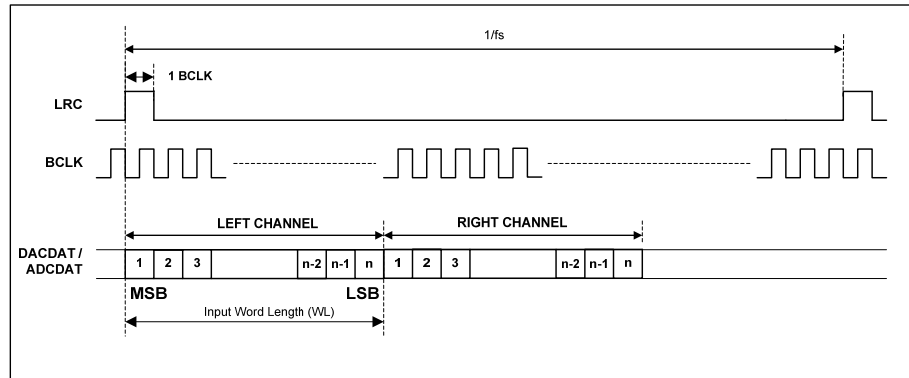 1/fs
1 BCLK
LRC
BCLK
LEFT CHANNEL RIGHT CHANNEL
DACDAT /
ADCDAT
1 2 3 n-2 n-1 n 1 2 3 n-2 n-1 n
MSB LSB
Input Word Length (WL)